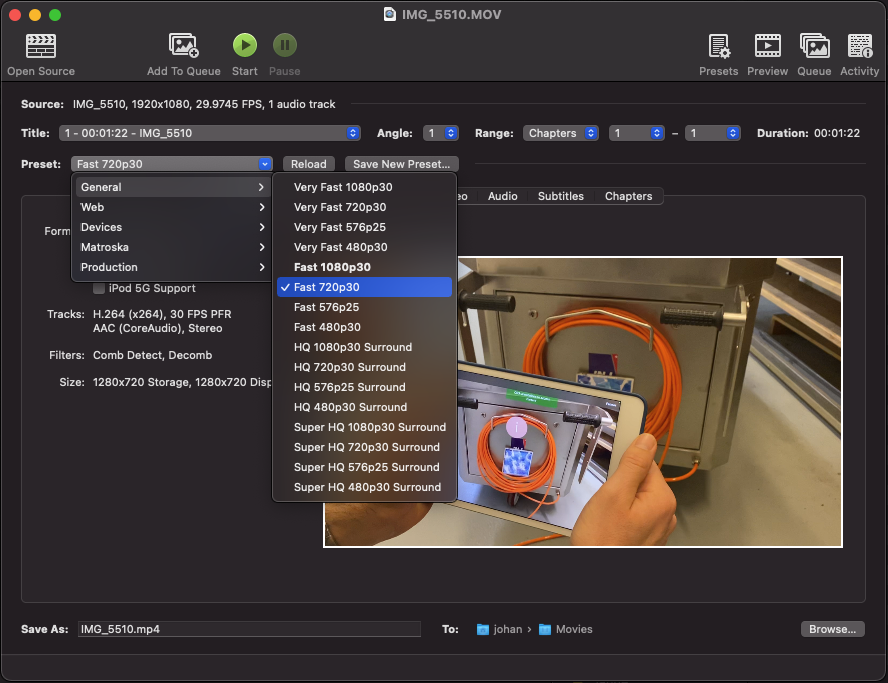 IMG_5510.MOV
Open Source
Add To Queue
Start
Pause
Presets
Preview
Queue
Activity
Source: IMG_5510, 1920x1080, 29.9745 FPS, 1 audio track
Title: 1 - 00:01:22 - IMG_5510
Angle: 1
Range: Chapters 1 – 1
Duration: 00:01:22
Preset: Fast 720p30
Reload
Save New Preset...
General
Web
Devices
Matroska
Production
Very Fast 1080p30
Very Fast 720p30
Very Fast 576p25
Very Fast 480p30
Fast 1080p30
Fast 720p30
Fast 576p25
Fast 480p30
HQ 1080p30 Surround
HQ 720p30 Surround
HQ 576p25 Surround
HQ 480p30 Surround
Super HQ 1080p30 Surround
Super HQ 720p30 Surround
Super HQ 576p25 Surround
Super HQ 480p30 Surround
eo
Audio
Subtitles
Chapters
Form
iPod 5G Support
Tracks: H.264 (x264), 30 FPS PFR
AAC (CoreAudio), Stereo
Filters: Comb Detect, Decomb
Size: 1280x720 Storage, 1280x720 Disp
Save As: IMG_5510.mp4
To: johan › Movies
Browse...